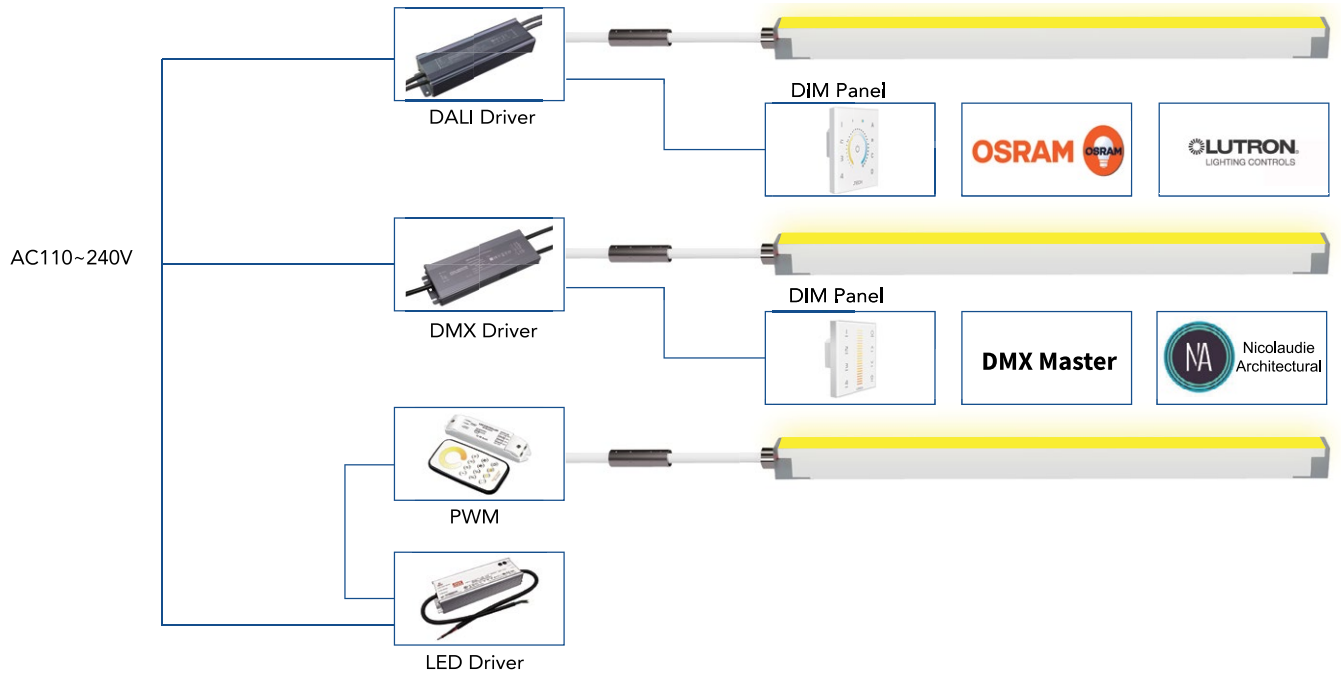 DALI Driver
DIM Panel
OSRAM
OSRAM
LUTRON.
LIGHTING CONTROLS
AC110~240V
DMX Driver
DIM Panel
DMX Master
NA
Nicolaudie
Architectural
PWM
LED Driver